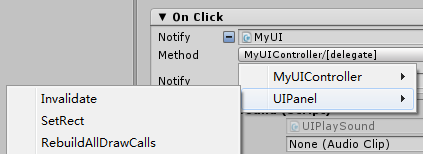 On Click
Notify MyUI
Method MyUIController/[delegate]
MyUIController
Notify
UIPanel
Invalidate
SetRect
UIPlaySound
RebuildAllDrawCalls
None (Audio Clip)